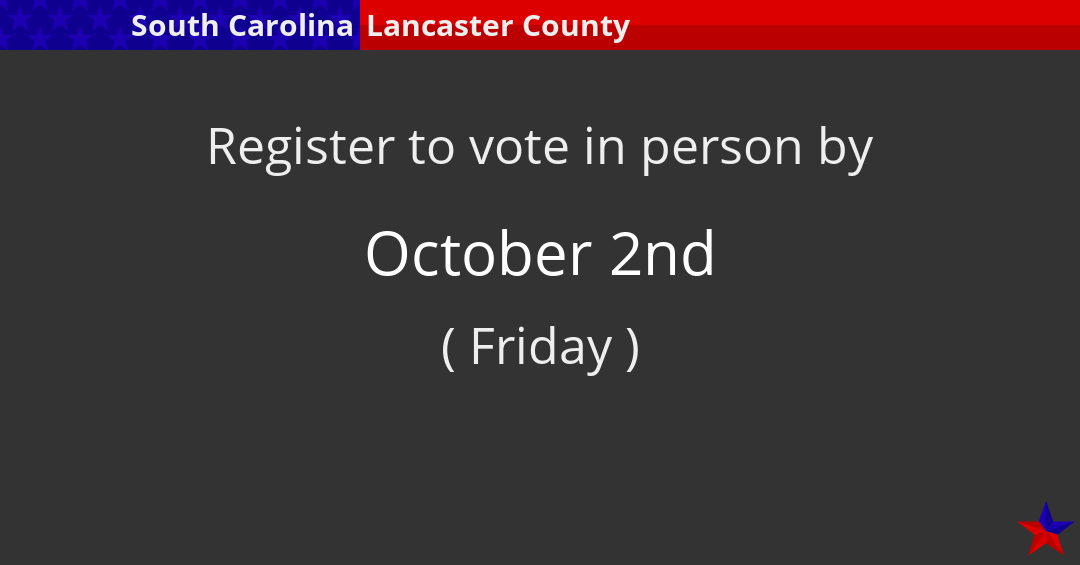 South Carolina Lancaster County
Register to vote in person by
October 2nd
( Friday )